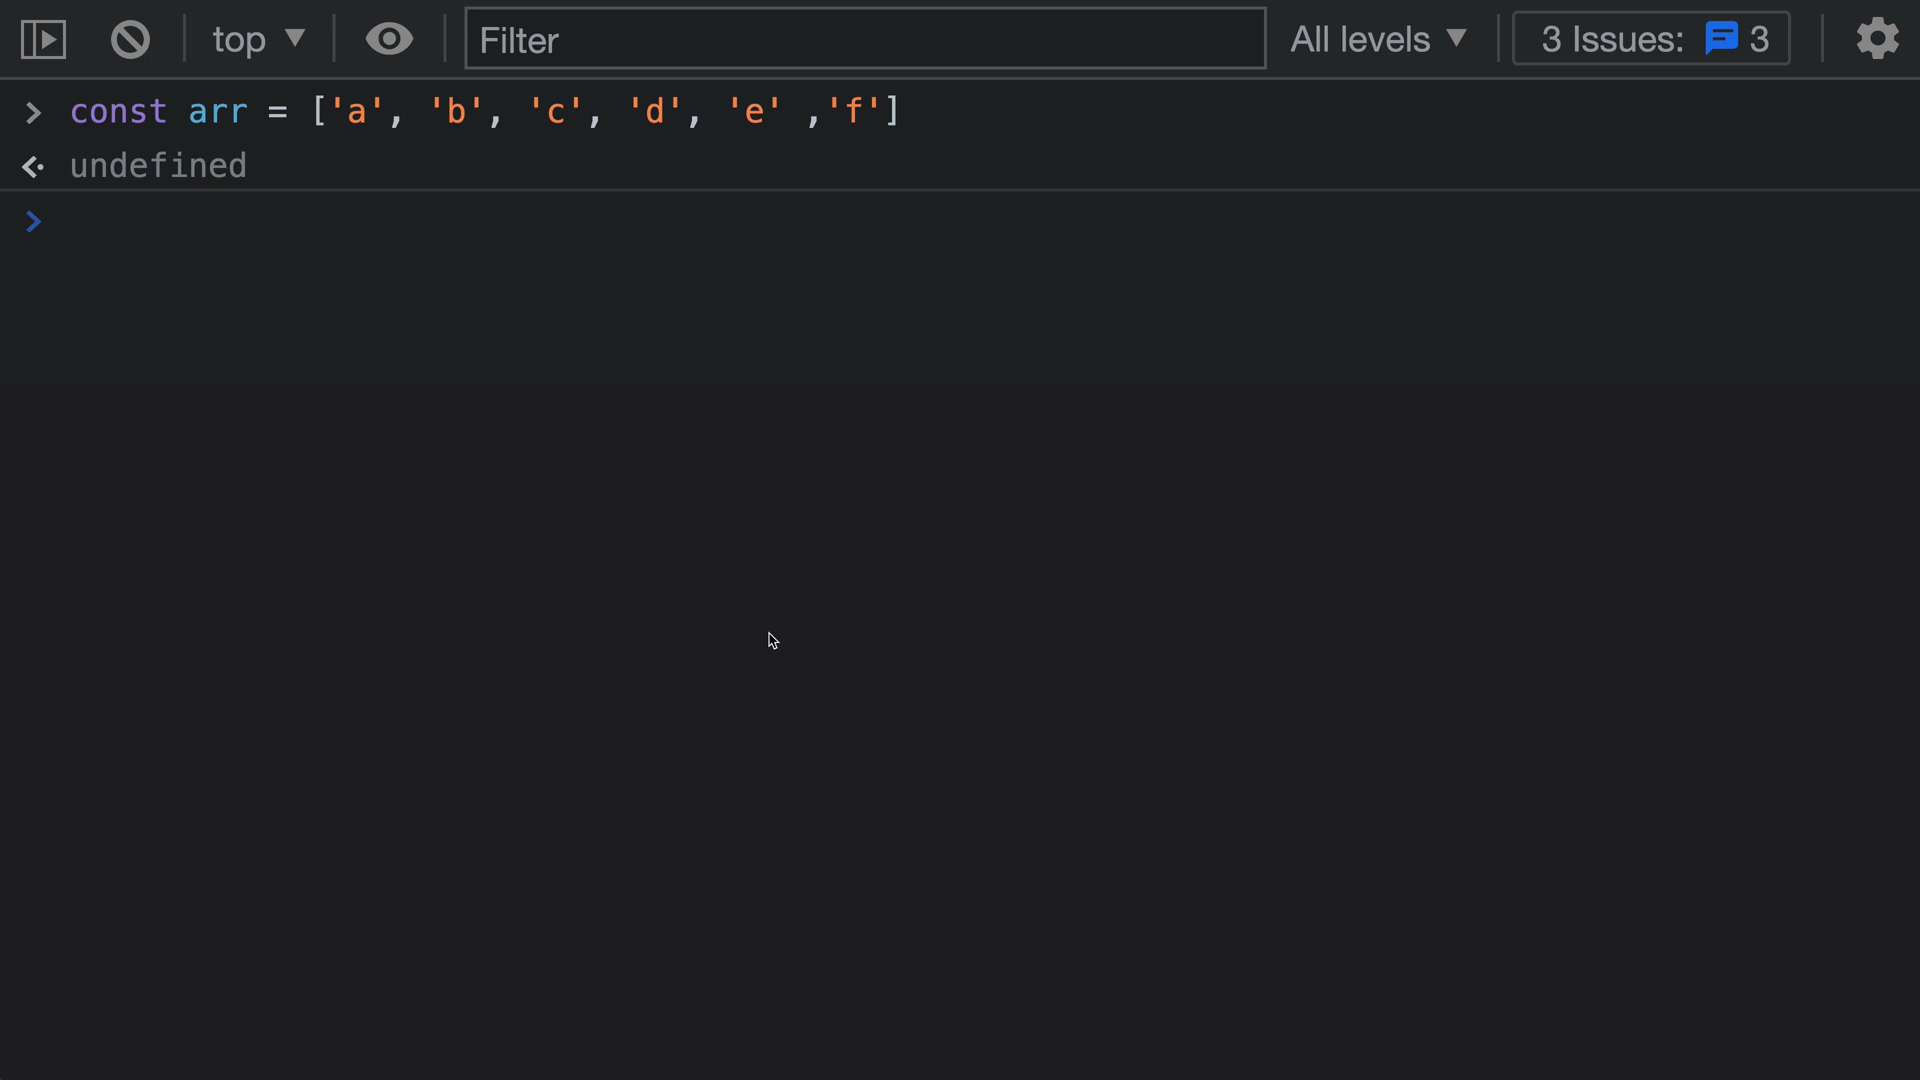 top ▼ Filter All levels ▼ 3 Issues: 3
> const arr = ['a', 'b', 'c', 'd', 'e' ,'f']
undefined
>